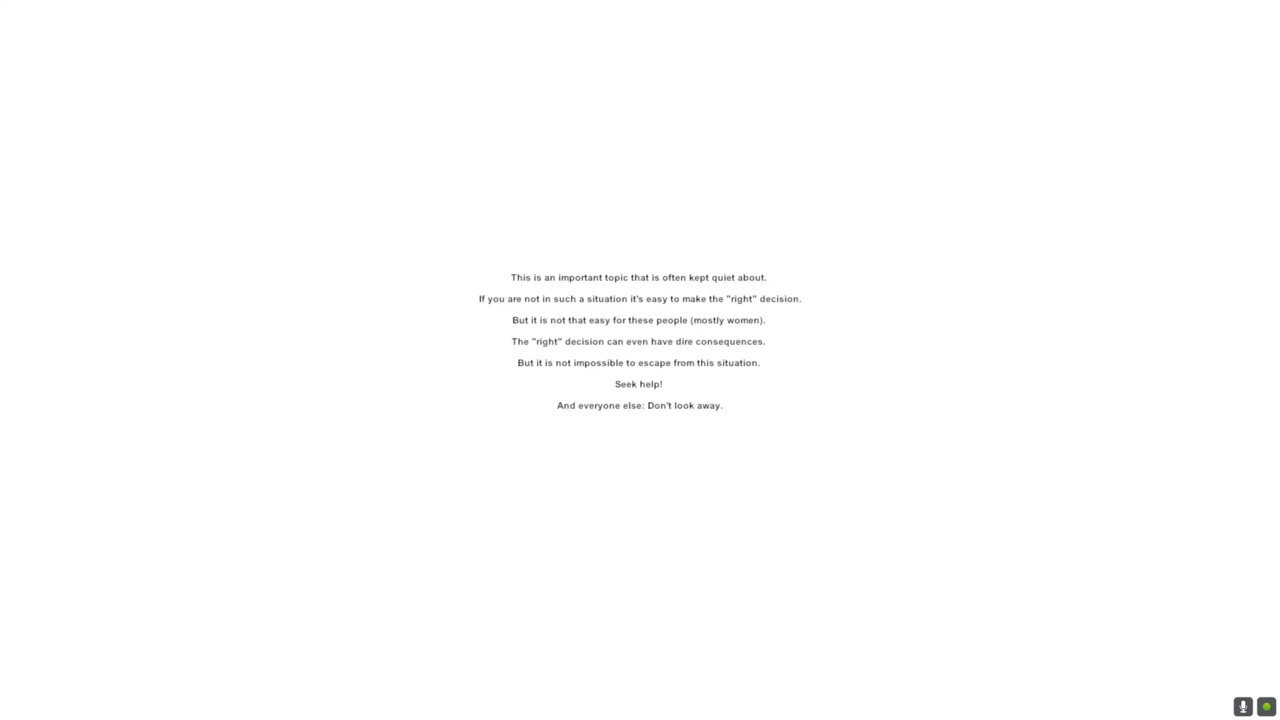 This is an important topic that is often kept quiet about.
If you are not in such a situation it's easy to make the "right" decision.
But it is not that easy for these people (mostly women).
The "right" decision can even have dire consequences.
But it is not impossible to escape from this situation.
Seek help!
And everyone else: Don't look away.